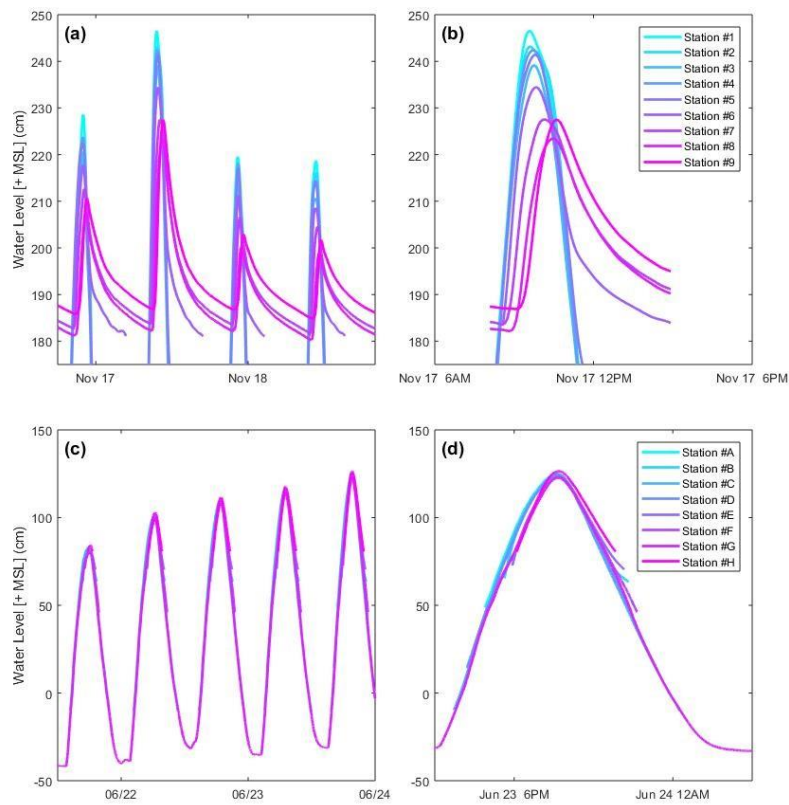 (a)
250
240
230
220
210
200
190
180
Water Level [+ MSL] (cm)
Nov 17
Nov 18
(b)
250
240
230
220
210
200
190
180
Station #1
Station #2
Station #3
Station #4
Station #5
Station #6
Station #7
Station #8
Station #9
Nov 17 6AM
Nov 17 12PM
Nov 17 6PM
(c)
150
100
50
0
-50
Water Level [+ MSL] (cm)
06/22
06/23
06/24
(d)
150
100
50
0
-50
Station #A
Station #B
Station #C
Station #D
Station #E
Station #F
Station #G
Station #H
Jun 23 6PM
Jun 24 12AM